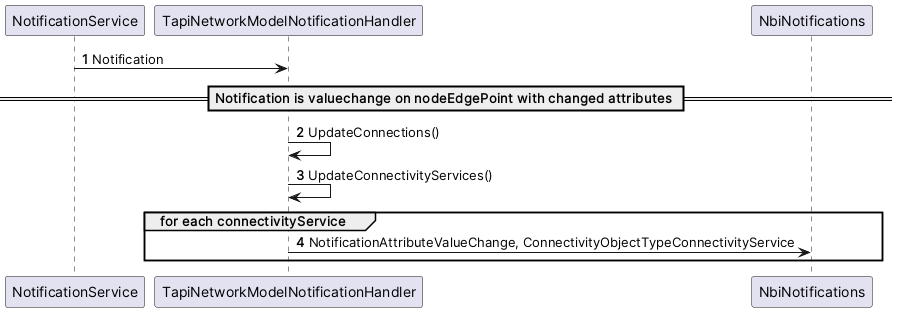 NotificationService
TapiNetworkModelNotificationHandler
NbiNotifications
1 Notification
Notification is valuechange on nodeEdgePoint with changed attributes
2 UpdateConnections()
3 UpdateConnectivityServices()
for each connectivityService
4 NotificationAttributeValueChange, ConnectivityObjectTypeConnectivityService
NotificationService
TapiNetworkModelNotificationHandler
NbiNotifications